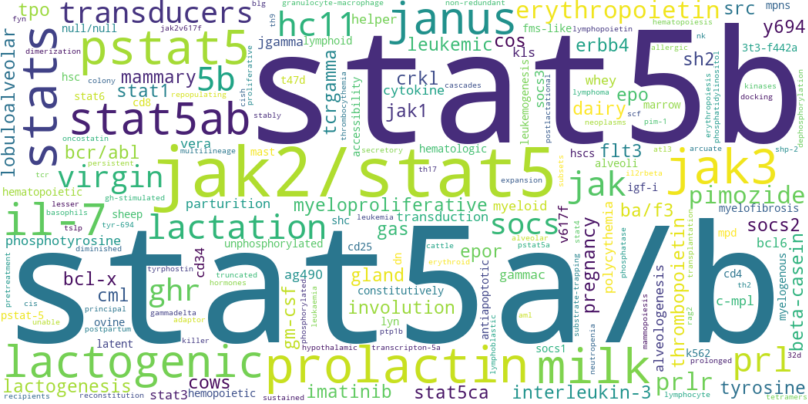 tpo
transducers
hc11
janus
erythropoietin
src
mpns
fyn
null/null
jak2v617f
blg
th9
granulocyte-macrophage
helper
non-redundant
fms-like
lymphopoietin
hematopoiesis
nk
allergic
y694
dimerization
pstat5
jgamma
lymphoid
leukemic
cos
kls
erbb4
sh2
3t3-f442a
lobuloalveolar
stats
hsc
colony
mammary
5b
cish
proliferative
stat5b
t47d
crkl
cytokine
jak1
socs3
whey
epo
lymphoma
dairy
marrow
neoplasms
scf
pim-1
kinases
docking
stat6
cd8
stat1
repopulating
stably
tcrgamma
thrombocythemia
accessibility
cascades
leukemogenesis
postlactational
erythropoiesis
phosphatidylinositol
dephosphorylation
stat5ab
oncostatin
vera
multilineage
hematologic
bcr/abl
persistent
tcr
virgin
mast
secretory
jak2/stat5
th17
expansion
flt3
hscs
alveoli
igf-i
subsets
il2rbeta
atl3
arcuate
shp-2
jak
jak3
pimozide
hematopoietic
gh-stimulated
lesser
basophils
tslp
sheep
tyr-694
parturition
myeloproliferative
myeloid
ba/f3
myelofibrosis
il-7
lactation
shc
leukemia
transduction
gas
socs
v617f
stat4
polycythemia
phosphatase
mpd
socs2
bcl6
phosphotyrosine
diminished
unphosphorylated
cd25
cattle
alveolar
pstat5a
epor
erythroid
pregnancy
pretreatment
bcl-x
cd34
tyrphostin
truncated
hormones
ag490
dn
gland
constitutively
gammac
antiapoptotic
substrate-trapping
alveologenesis
thrombopoietin
transplantation
cd4
th2
c-mpl
myelogenous
beta-casein
stat5a/b
cis
cml
principal
ghr
gm-csf
phosphorylated
leukaemia
involution
lyn
ptp1b
aml
lymphoblastic
neutropenia
mammopoiesis
rag2
pstat-5
unable
ovine
postpartum
gammadelta
adaptor
latent
killer
hypothalamic
transcripton-5a
socs1
k562
prolonged
32d
lactogenic
prolactin
milk
prlr
prl
lactogenesis
cows
stat3
hemopoietic
recipients
reconstitution
sustained
imatinib
stat5ca
interleukin-3
lymphocyte
tyrosine
tetramers